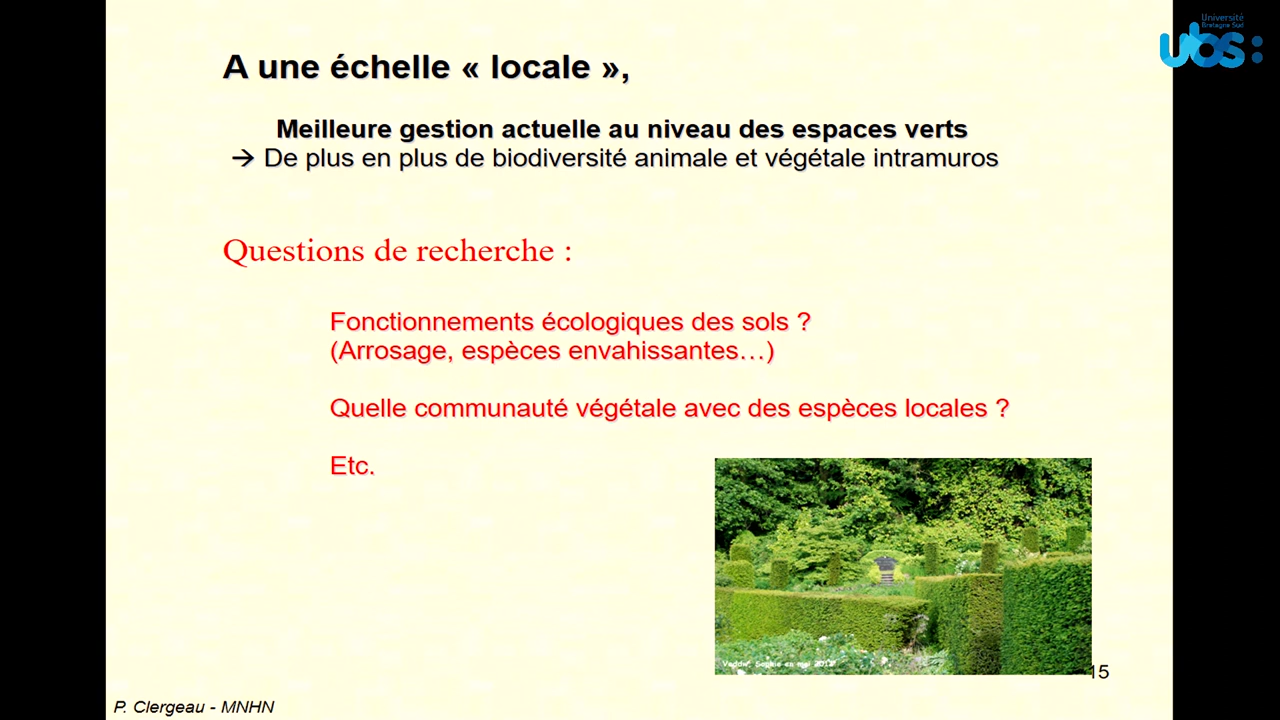 Université
Bretagne Sud
ubs:
A une échelle « locale »,
Meilleure gestion actuelle au niveau des espaces verts
→ De plus en plus de biodiversité animale et végétale intramuros
Questions de recherche :
Fonctionnements écologiques des sols ?
(Arrosage, espèces envahissantes…)
Quelle communauté végétale avec des espèces locales ?
Etc.
15
P. Clergeau - MNHN